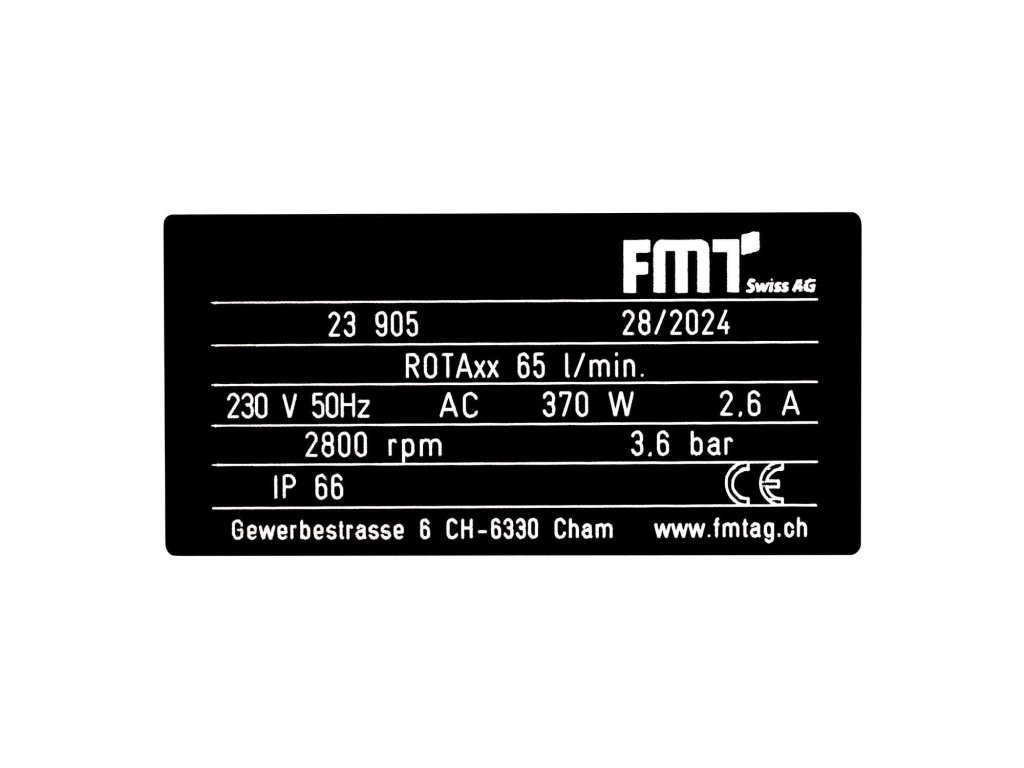 FMT
Swiss AG
23 905 28/2024
ROTAxx 65 l/min.
230 V 50Hz AC 370 W 2,6 A
2800 rpm 3,6 bar
IP 66 CE
Gewerbestrasse 6 CH-6330 Cham www.fmtag.ch